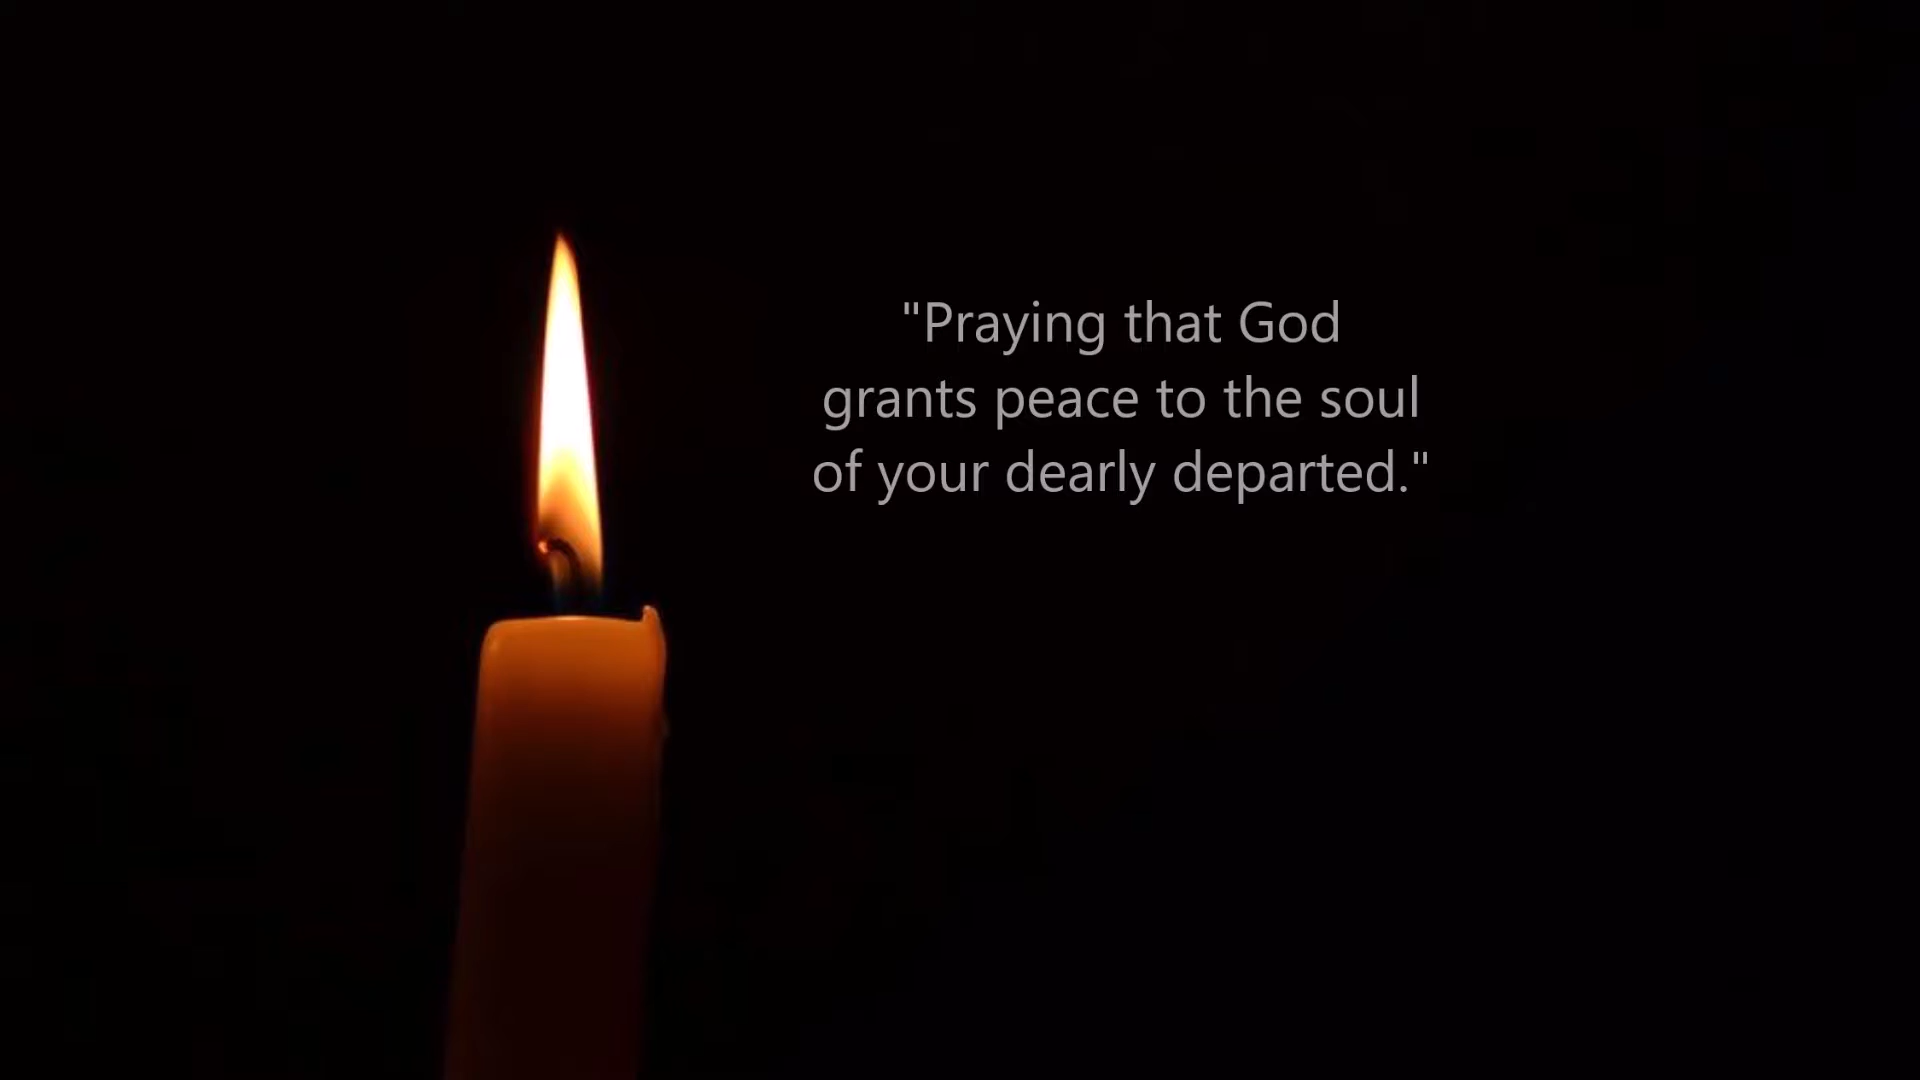 "Praying that God
grants peace to the soul
of your dearly departed."